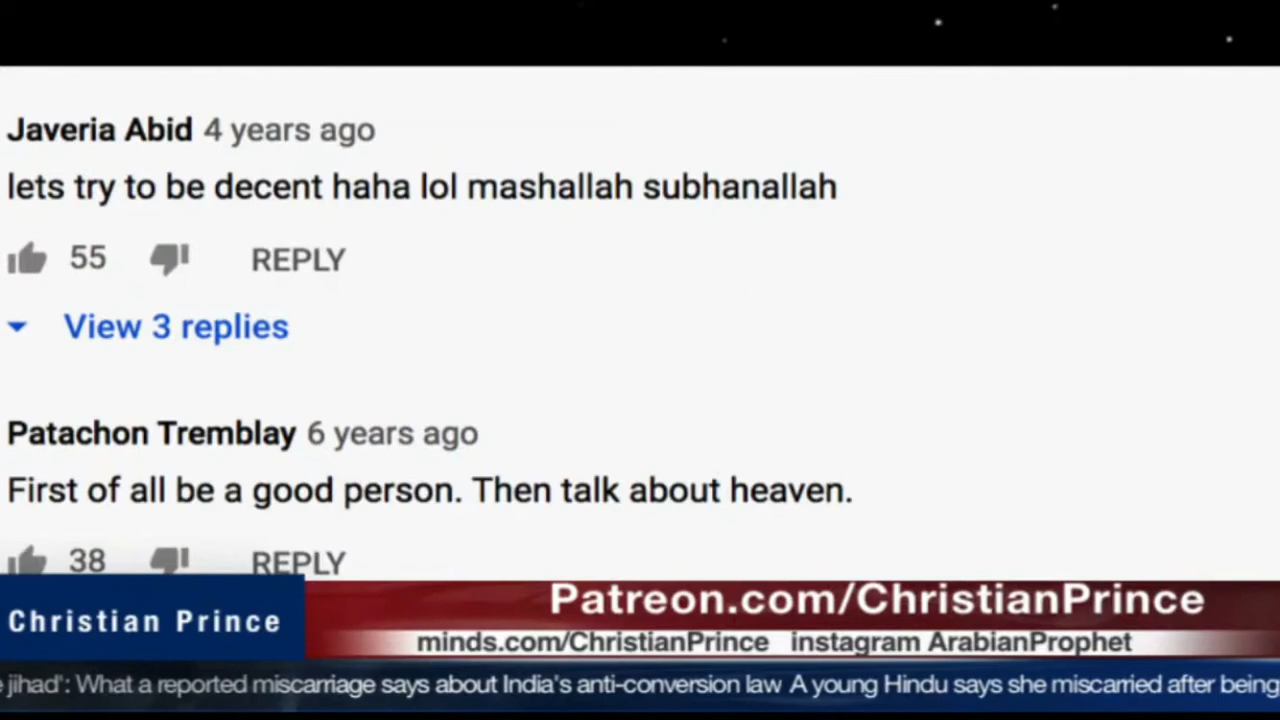 Javeria Abid 4 years ago
lets try to be decent haha lol mashallah subhanallah
55 REPLY
View 3 replies
Patachon Tremblay 6 years ago
First of all be a good person. Then talk about heaven.
38 REPLY
Patreon.com/ChristianPrince
Christian Prince
minds.com/ChristianPrince instagram ArabianProphet
e jihad': What a reported miscarriage says about India's anti-conversion law A young Hindu says she miscarried after being